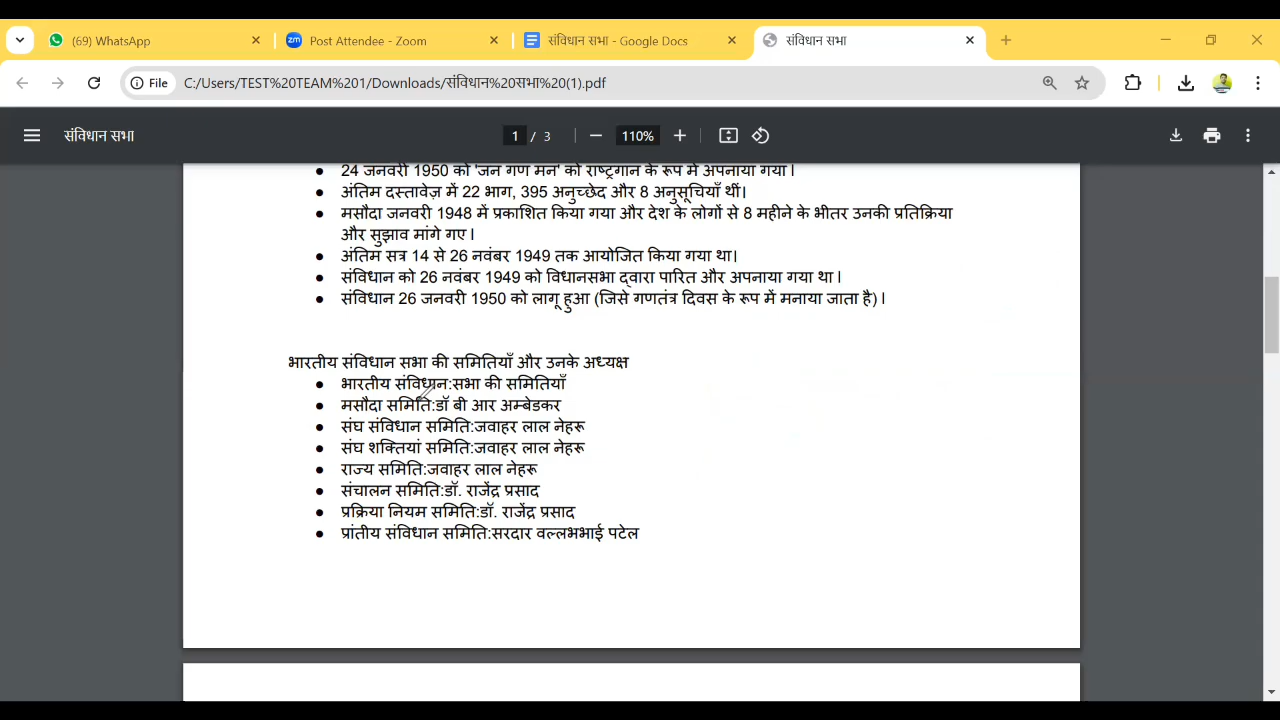 (69) WhatsApp
Post Attendee - Zoom
संविधान सभा - Google Docs
संविधान सभा
File
C:/Users/TEST%20TEAM%201/Downloads/संविधान%20सभा%20(1).pdf
संविधान सभा
1 / 3
110%
24 जनवरी 1950 को 'जन गण मन' को राष्ट्रगान के रूप में अपनाया गया।
अंतिम दस्तावेज़ में 22 भाग, 395 अनुच्छेद और 8 अनुसूचियाँ थीं।
मसौदा जनवरी 1948 में प्रकाशित किया गया और देश के लोगों से 8 महीने के भीतर उनकी प्रतिक्रिया
और सुझाव मांगे गए ।
अंतिम सत्र 14 से 26 नवंबर 1949 तक आयोजित किया गया था।
संविधान को 26 नवंबर 1949 को विधानसभा द्वारा पारित और अपनाया गया था ।
संविधान 26 जनवरी 1950 को लागू हुआ (जिसे गणतंत्र दिवस के रूप में मनाया जाता है) ।
भारतीय संविधान सभा की समितियाँ और उनके अध्यक्ष
भारतीय संविधान:सभा की समितियाँ
मसौदा समिति:डॉ बी आर अम्बेडकर
संघ संविधान समिति:जवाहर लाल नेहरू
संघ शक्तियां समिति:जवाहर लाल नेहरू
राज्य समिति:जवाहर लाल नेहरू
संचालन समिति:डॉ. राजेंद्र प्रसाद
प्रक्रिया नियम समिति:डॉ. राजेंद्र प्रसाद
प्रांतीय संविधान समिति:सरदार वल्लभभाई पटेल